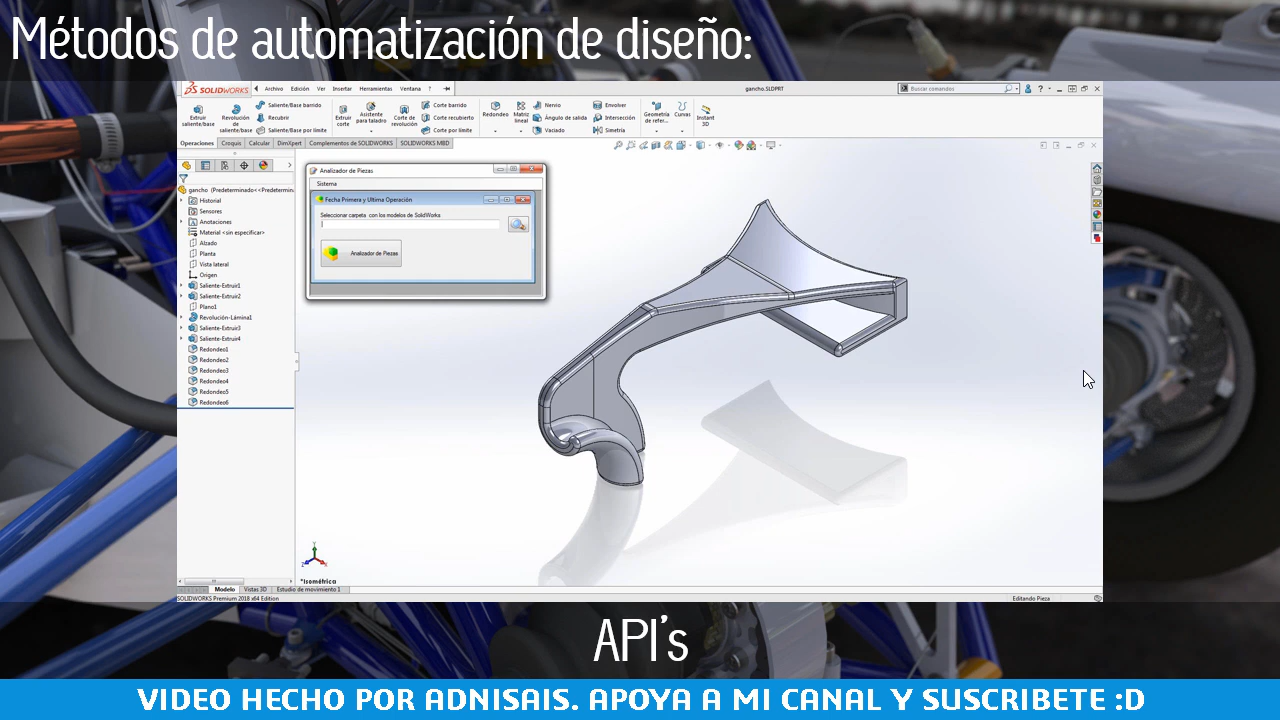 Métodos de automatización de diseño:
SOLIDWORKS
Archivo Edición Ver Insertar Herramientas Ventana ?
gancho.SLDPRT
Buscar comandos
Extruir saliente/base
Revolución de saliente/base
Saliente/Base barrido
Recubrir
Saliente/Base por límite
Extruir corte
Asistente para taladro
Corte de revolución
Corte barrido
Corte recubierto
Corte por límite
Redondeo
Matriz lineal
Nervio
Ángulo de salida
Vaciado
Envolver
Intersección
Simetría
Geometría de refer...
Curvas
Instant 3D
Operaciones Croquis Calcular DimXpert Complementos de SOLIDWORKS SOLIDWORKS MBD
gancho (Predeterminado<<Predetermin
Historial
Sensores
Anotaciones
Material <sin especificar>
Alzado
Planta
Vista lateral
Origen
Saliente-Extruir1
Saliente-Extruir2
Plano1
Revolución-Lámina1
Saliente-Extruir3
Saliente-Extruir4
Redondeo1
Redondeo2
Redondeo3
Redondeo4
Redondeo5
Redondeo6
Analizador de Piezas
Sistema
Fecha Primera y Ultima Operación
Seleccionar carpeta con los modelos de SolidWorks
Analizador de Piezas
*Isométrica
Modelo Vistas 3D Estudio de movimiento 1
SOLIDWORKS Premium 2018 x64 Edition
Editando Pieza
API's
VIDEO HECHO POR ADNISAIS. APOYA A MI CANAL Y SUSCRIBETE :D